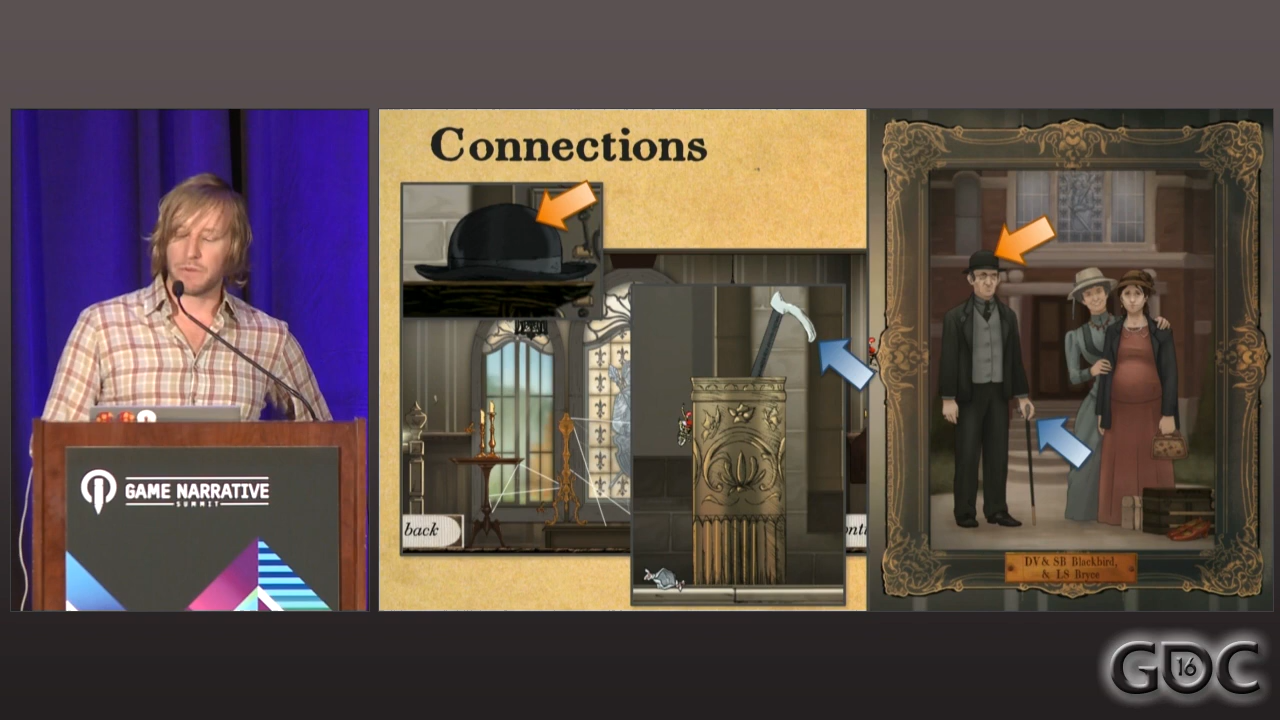 Connections
back
DV & SB Blackbird,
& LS Bryce
GAME NARRATIVE
SUMMIT
GDC
16